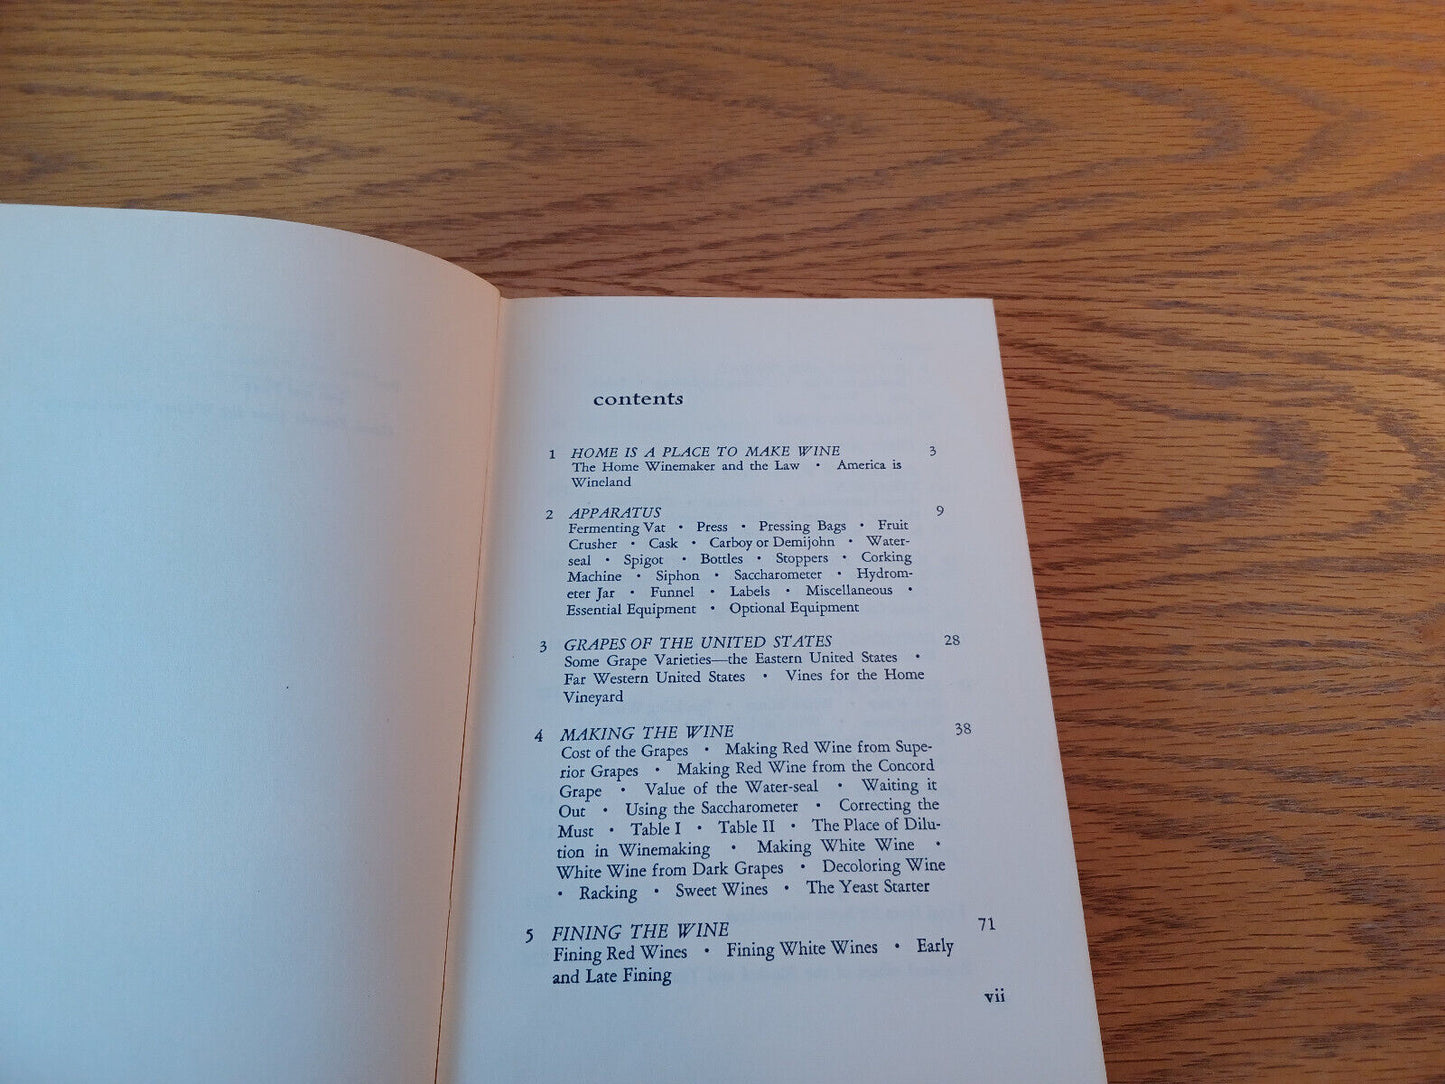 contents
1 HOME IS A PLACE TO MAKE WINE 3
The Home Winemaker and the Law • America is
Wineland
2 APPARATUS 9
Fermenting Vat • Press • Pressing Bags • Fruit
Crusher • Cask • Carboy or Demijohn • Water-
seal • Spigot • Bottles • Stoppers • Corking
Machine • Siphon • Saccharometer • Hydrom-
eter Jar • Funnel • Labels • Miscellaneous •
Essential Equipment • Optional Equipment
3 GRAPES OF THE UNITED STATES 28
Some Grape Varieties—the Eastern United States •
Far Western United States • Vines for the Home
Vineyard
4 MAKING THE WINE 38
Cost of the Grapes • Making Red Wine from Supe-
rior Grapes • Making Red Wine from the Concord
Grape • Value of the Water-seal • Waiting it
Out • Using the Saccharometer • Correcting the
Must • Table I • Table II • The Place of Dilu-
tion in Winemaking • Making White Wine •
White Wine from Dark Grapes • Decoloring Wine
• Racking • Sweet Wines • The Yeast Starter
5 FINING THE WINE 71
Fining Red Wines • Fining White Wines • Early
and Late Fining
vii